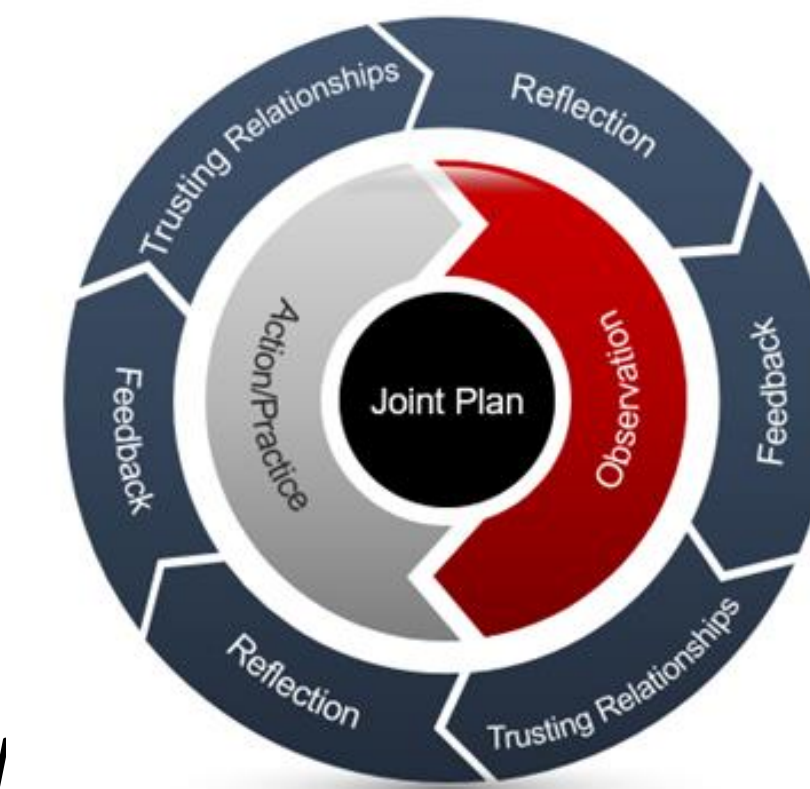 Trusting Relationships
Reflection
Feedback
Trusting Relationships
Reflection
Feedback
Action/Practice
Observation
Joint Plan